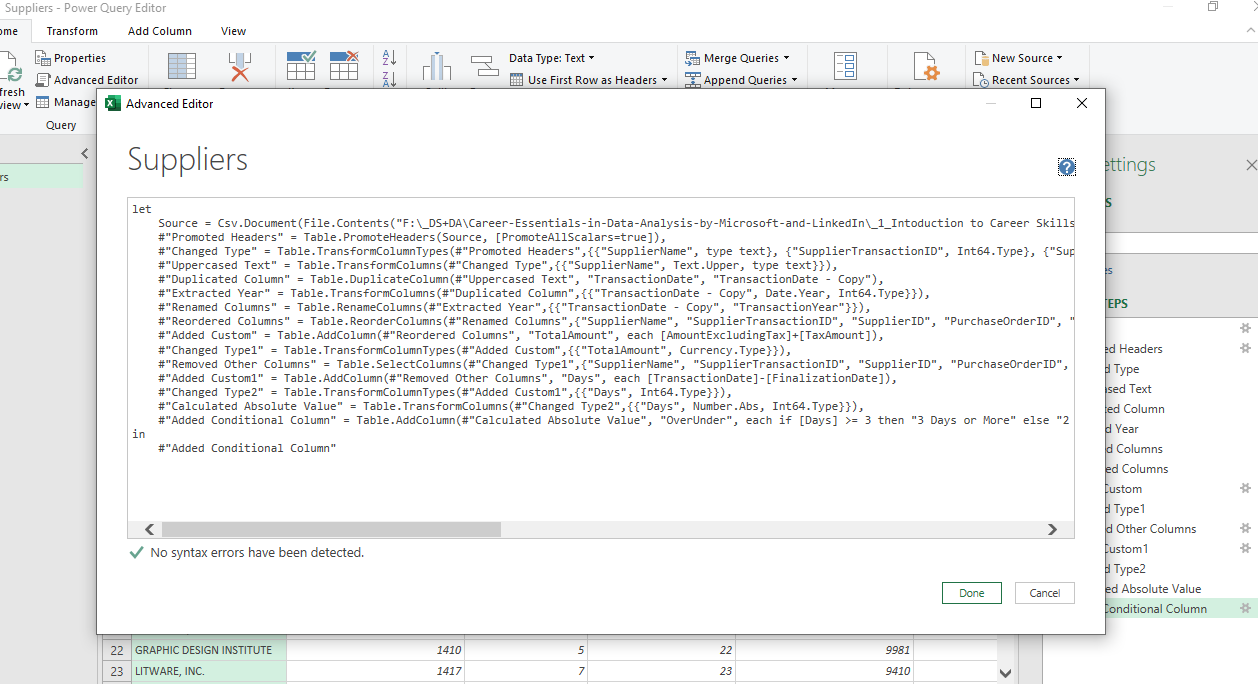 Suppliers - Power Query Editor
Transform
Add Column
View
Properties
Advanced Editor
Manage
Query
Data Type: Text
Use First Row as Headers
Merge Queries
Append Queries
New Source
Recent Sources
Advanced Editor
Suppliers
let
Source = Csv.Document(File.Contents("F:\_DS+DA\Career-Essentials-in-Data-Analysis-by-Microsoft-and-LinkedIn\_1_Intoduction to Career Skills
#"Promoted Headers" = Table.PromoteHeaders(Source, [PromoteAllScalars=true]),
#"Changed Type" = Table.TransformColumnTypes(#"Promoted Headers",{{"SupplierName", type text}, {"SupplierTransactionID", Int64.Type}, {"Sup
#"Uppercased Text" = Table.TransformColumns(#"Changed Type",{{"SupplierName", Text.Upper, type text}}),
#"Duplicated Column" = Table.DuplicateColumn(#"Uppercased Text", "TransactionDate", "TransactionDate - Copy"),
#"Extracted Year" = Table.TransformColumns(#"Duplicated Column",{{"TransactionDate - Copy", Date.Year, Int64.Type}}),
#"Renamed Columns" = Table.RenameColumns(#"Extracted Year",{{"TransactionDate - Copy", "TransactionYear"}}),
#"Reordered Columns" = Table.ReorderColumns(#"Renamed Columns",{"SupplierName", "SupplierTransactionID", "SupplierID", "PurchaseOrderID", "
#"Added Custom" = Table.AddColumn(#"Reordered Columns", "TotalAmount", each [AmountExcludingTax]+[TaxAmount]),
#"Changed Type1" = Table.TransformColumnTypes(#"Added Custom",{{"TotalAmount", Currency.Type}}),
#"Removed Other Columns" = Table.SelectColumns(#"Changed Type1",{"SupplierName", "SupplierTransactionID", "SupplierID", "PurchaseOrderID",
#"Added Custom1" = Table.AddColumn(#"Removed Other Columns", "Days", each [TransactionDate]-[FinalizationDate]),
#"Changed Type2" = Table.TransformColumnTypes(#"Added Custom1",{{"Days", Int64.Type}}),
#"Calculated Absolute Value" = Table.TransformColumns(#"Changed Type2",{{"Days", Number.Abs, Int64.Type}}),
#"Added Conditional Column" = Table.AddColumn(#"Calculated Absolute Value", "OverUnder", each if [Days] >= 3 then "3 Days or More" else "2
in
#"Added Conditional Column"
No syntax errors have been detected.
Done
Cancel
ettings
TEPS
ed Headers
d Type
ased Text
ted Column
d Year
d Columns
ed Columns
Custom
d Type1
d Other Columns
Custom1
d Type2
ed Absolute Value
Conditional Column
22 GRAPHIC DESIGN INSTITUTE 1410 5 22 9981
23 LITWARE, INC. 1417 7 23 9410